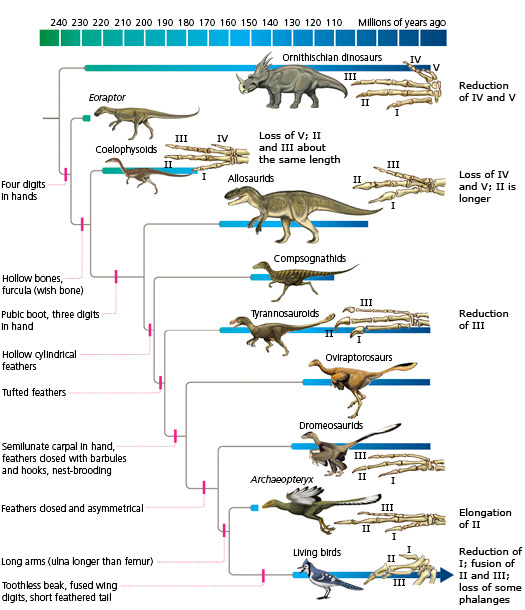 240 230 220 210 200 190 180 170 160 150 140 130 120 110 Millions of years ago
Ornithischian dinosaurs
IV
V
III
II
I
Reduction
of IV and V
Eoraptor
Coelophysoids
III
IV
II
I
Loss of V; II
and III about
the same length
Four digits
in hands
Allosaurids
III
II
I
Loss of IV
and V; II is
longer
Hollow bones,
furcula (wish bone)
Compsognathids
Pubic boot, three digits
in hand
Tyrannosauroids
III
II
I
Reduction
of III
Hollow cylindrical
feathers
Oviraptorosaurs
Tufted feathers
Dromeosaurids
III
II
I
Semilunate carpal in hand,
feathers closed with barbules
and hooks, nest-brooding
Archaeopteryx
III
II
I
Elongation
of II
Feathers closed and asymmetrical
Living birds
I
II
III
Reduction of
I; fusion of
II and III;
loss of some
phalanges
Long arms (ulna longer than femur)
Toothless beak, fused wing
digits, short feathered tail